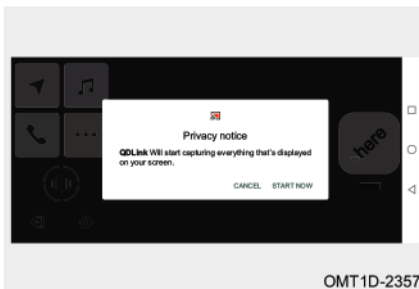 Privacy notice
QDLink Will start capturing everything that's displayed
on your screen.
CANCEL START NOW
here
OMT1D-2357